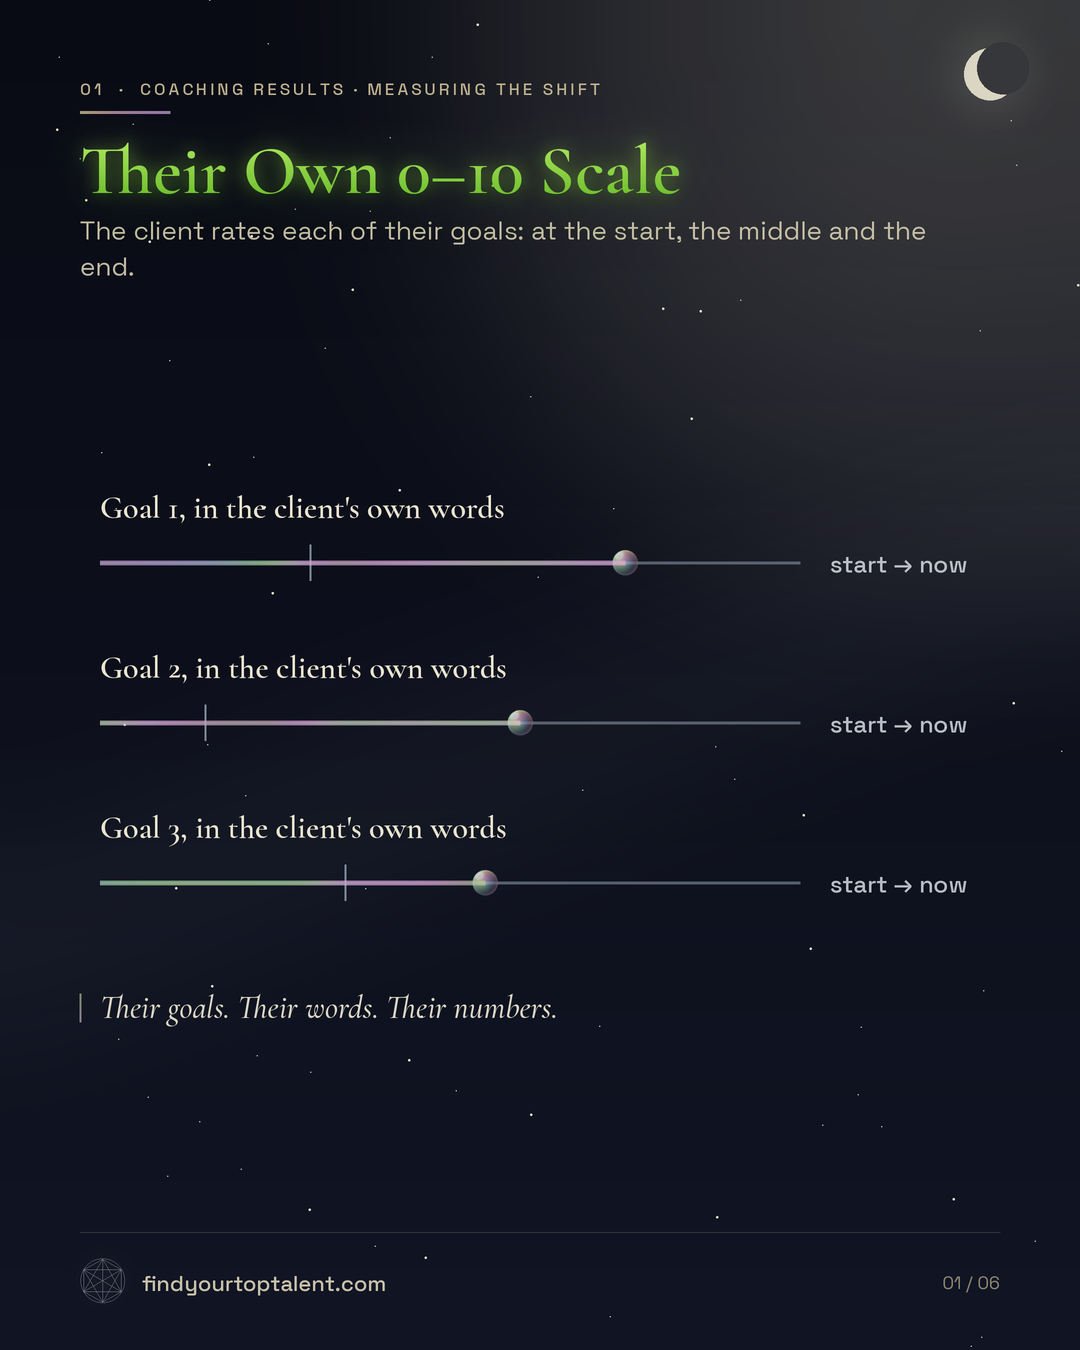 01 · COACHING RESULTS · MEASURING THE SHIFT
Their Own 0–10 Scale
The client rates each of their goals: at the start, the middle and the
end.
Goal 1, in the client's own words
start → now
Goal 2, in the client's own words
start → now
Goal 3, in the client's own words
start → now
Their goals. Their words. Their numbers.
findyourtoptalent.com
01 / 06